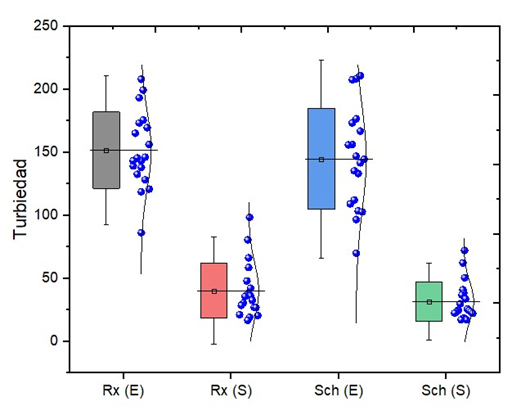 250
200
150
100
50
0
Turbiedad
Rx (E)
Rx (S)
Sch (E)
Sch (S)